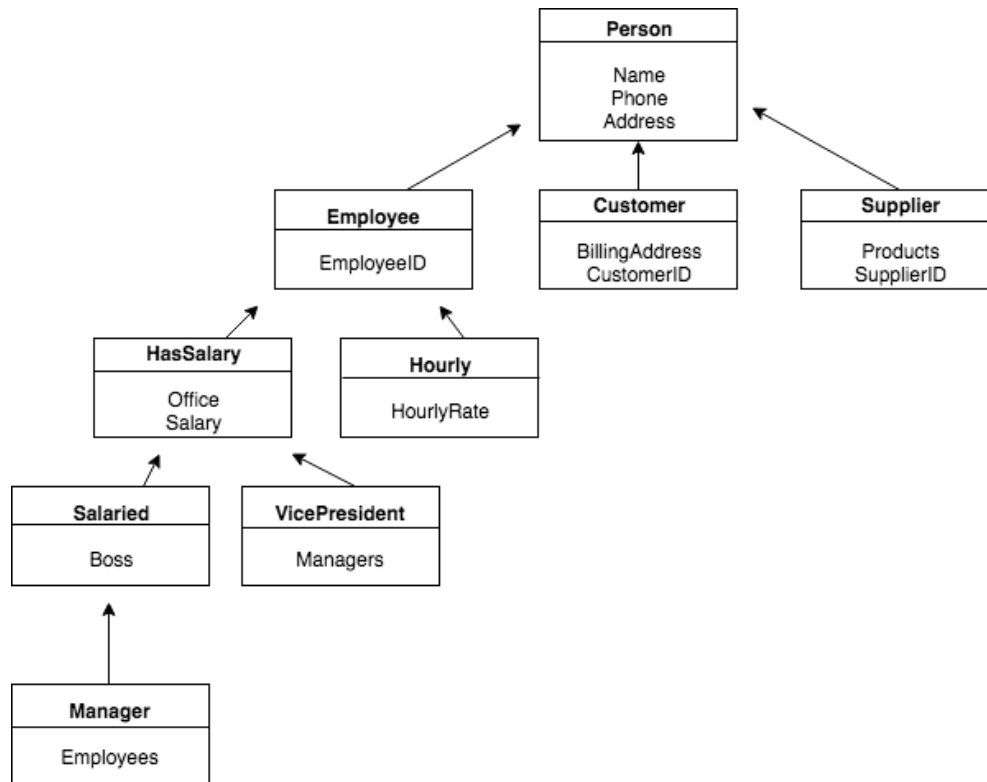 Person
Name
Phone
Address
Employee
EmployeeID
Customer
BillingAddress
CustomerID
Supplier
Products
SupplierID
HasSalary
Office
Salary
Hourly
HourlyRate
Salaried
Boss
VicePresident
Managers
Manager
Employees